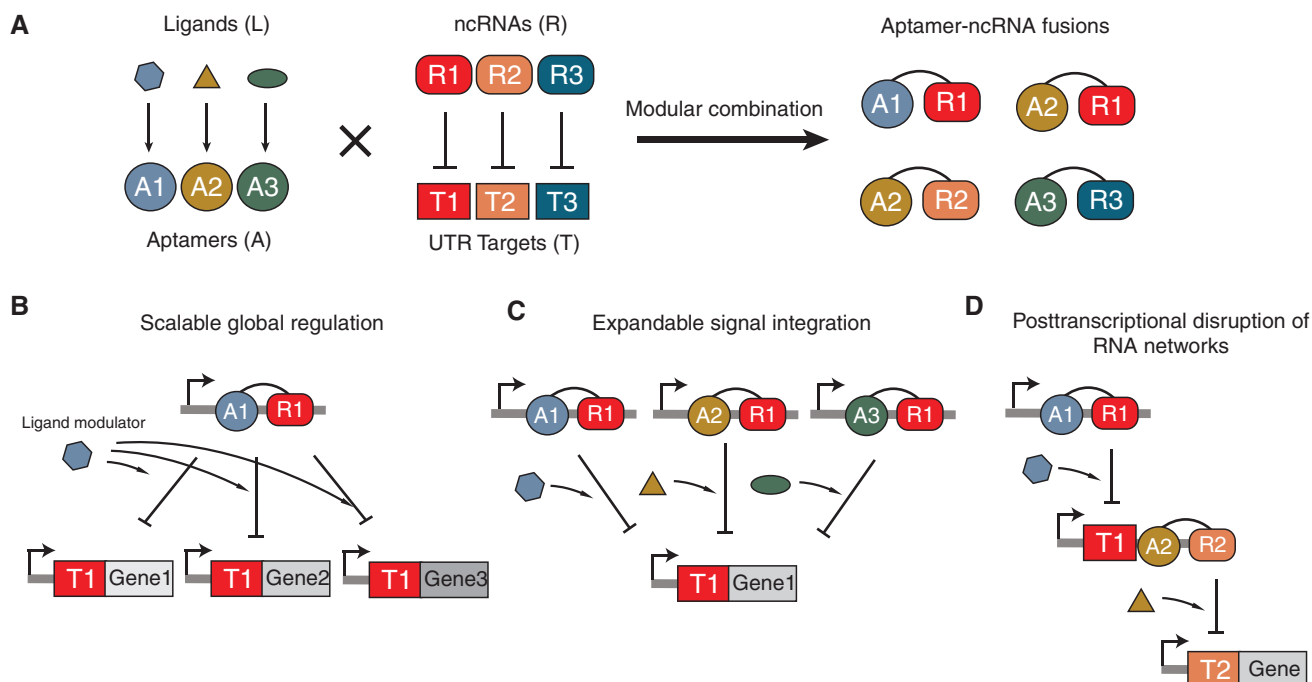 A
Ligands (L)
ncRNAs (R)
Aptamer-ncRNA fusions
R1 R2 R3
Modular combination
A1 R1
A2 R1
A1 A2 A3
T1 T2 T3
A2 R2
A3 R3
Aptamers (A)
UTR Targets (T)
B
Scalable global regulation
A1 R1
Ligand modulator
T1 Gene1
T1 Gene2
T1 Gene3
C
Expandable signal integration
A1 R1
A2 R1
A3 R1
T1 Gene1
D
Posttranscriptional disruption of
RNA networks
A1 R1
T1 A2 R2
T2 Gene